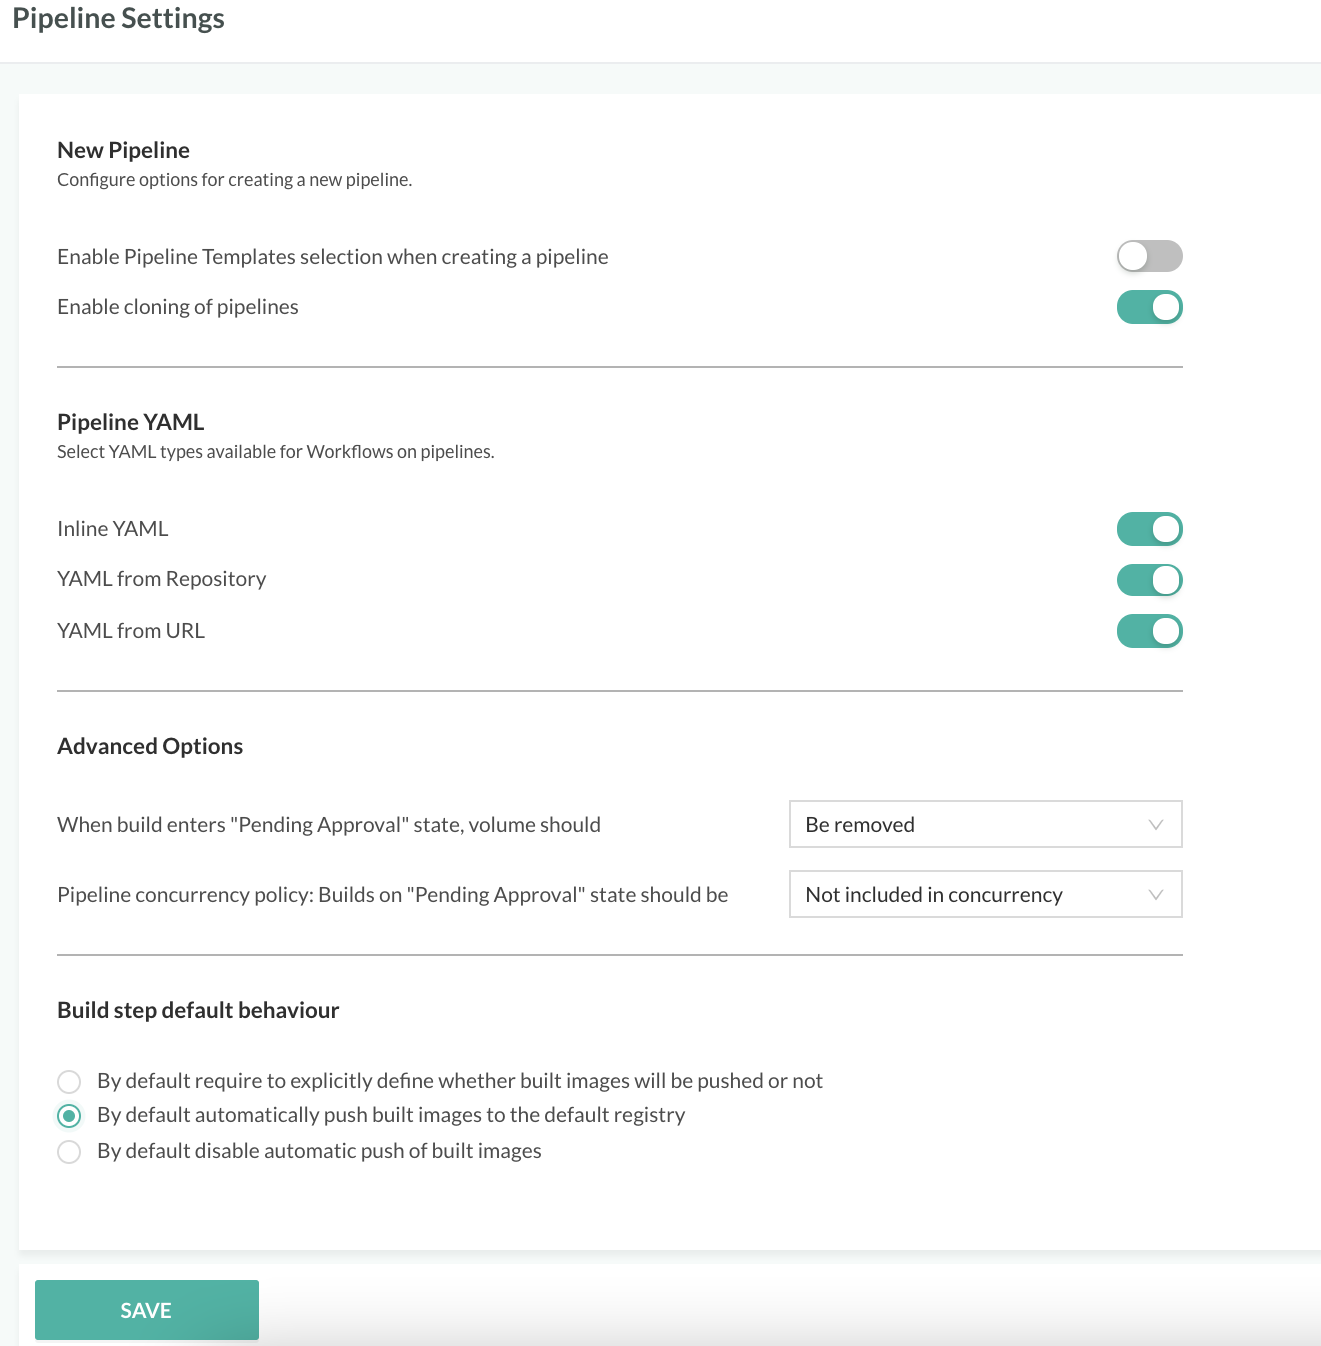 Pipeline Settings
New Pipeline
Configure options for creating a new pipeline.
Enable Pipeline Templates selection when creating a pipeline
Enable cloning of pipelines
Pipeline YAML
Select YAML types available for Workflows on pipelines.
Inline YAML
YAML from Repository
YAML from URL
Advanced Options
When build enters "Pending Approval" state, volume should Be removed
Pipeline concurrency policy: Builds on "Pending Approval" state should be Not included in concurrency
Build step default behaviour
By default require to explicitly define whether built images will be pushed or not
By default automatically push built images to the default registry
By default disable automatic push of built images
SAVE